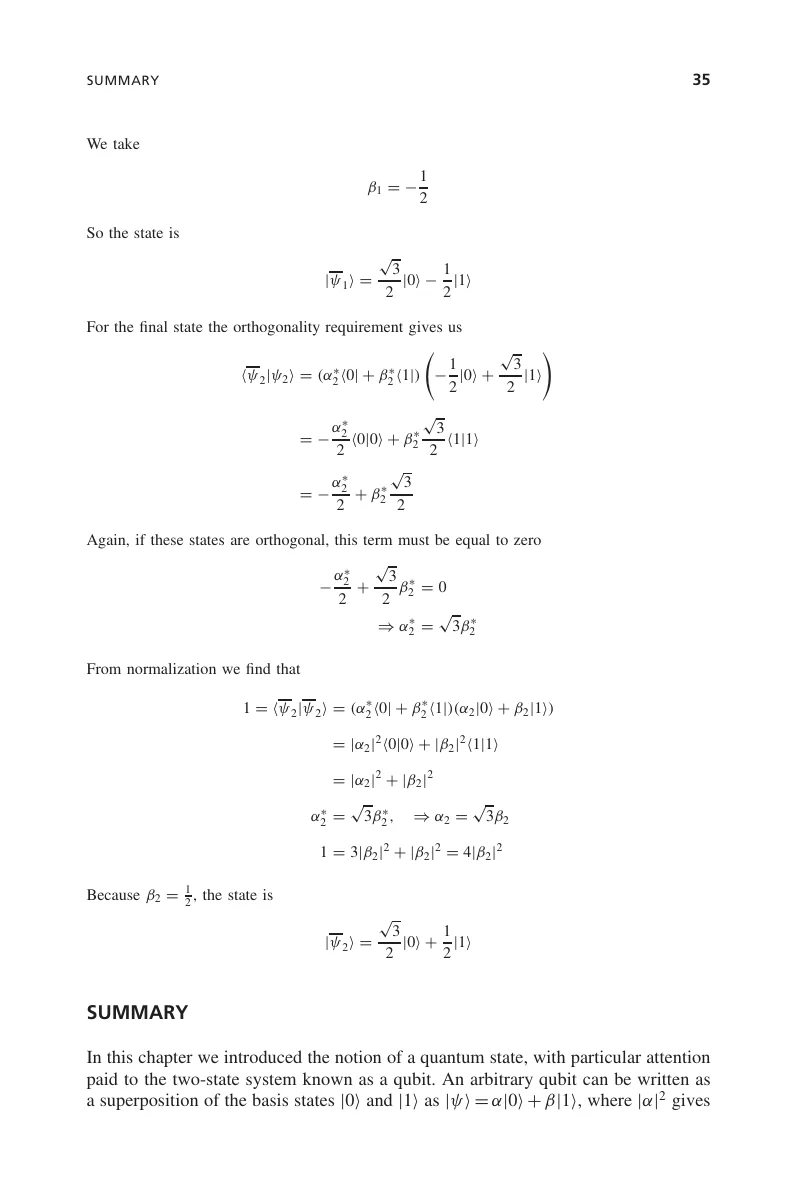 SUMMARY 35
We take
β₁ = −1/2
So the state is
|ψ̅₁⟩ = √3/2|0⟩ − 1/2|1⟩
For the final state the orthogonality requirement gives us
⟨ψ̅₂|ψ₂⟩ = (α₂*⟨0| + β₂*⟨1|)(−1/2|0⟩ + √3/2|1⟩)
= −α₂*/2⟨0|0⟩ + β₂*√3/2⟨1|1⟩
= −α₂*/2 + β₂*√3/2
Again, if these states are orthogonal, this term must be equal to zero
−α₂*/2 + √3/2β₂* = 0
⇒ α₂* = √3β₂*
From normalization we find that
1 = ⟨ψ̅₂|ψ̅₂⟩ = (α₂*⟨0| + β₂*⟨1|)(α₂|0⟩ + β₂|1⟩)
= |α₂|²⟨0|0⟩ + |β₂|²⟨1|1⟩
= |α₂|² + |β₂|²
α₂* = √3β₂*, ⇒ α₂ = √3β₂
1 = 3|β₂|² + |β₂|² = 4|β₂|²
Because β₂ = 1/2, the state is
|ψ̅₂⟩ = √3/2|0⟩ + 1/2|1⟩
SUMMARY
In this chapter we introduced the notion of a quantum state, with particular attention
paid to the two-state system known as a qubit. An arbitrary qubit can be written as
a superposition of the basis states |0⟩ and |1⟩ as |ψ⟩ = α|0⟩ + β|1⟩, where |α|² gives